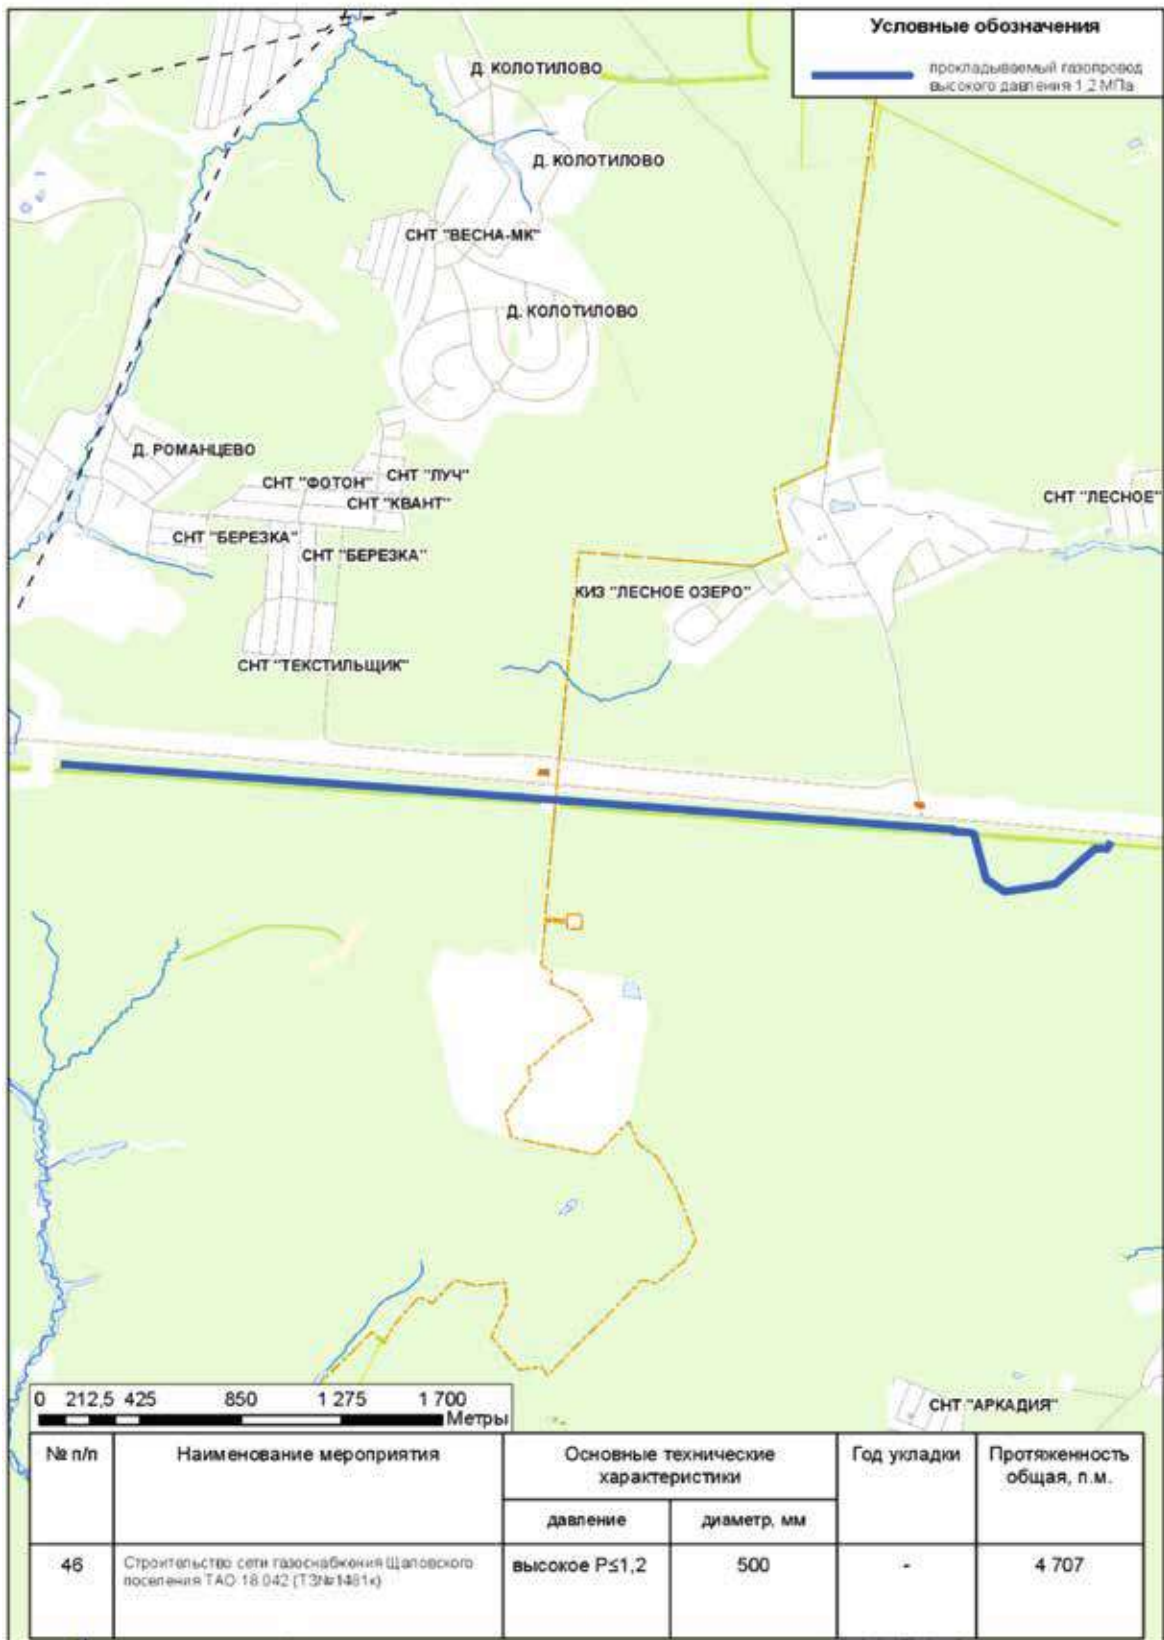 Условные обозначения
прокладываемый газопровод
высокого давления 1,2 МПа
Д. КОЛОТИЛОВО
Д. КОЛОТИЛОВО
СНТ "ВЕСНА-МК"
Д. КОЛОТИЛОВО
Д. РОМАНЦЕВО
СНТ "ФОТОН"
СНТ "ЛУЧ"
СНТ "КВАНТ"
СНТ "ЛЕСНОЕ"
СНТ "БЕРЕЗКА"
СНТ "БЕРЕЗКА"
КИЗ "ЛЕСНОЕ ОЗЕРО"
СНТ "ТЕКСТИЛЬЩИК"
0 212,5 425 850 1 275 1 700
Метры
СНТ "АРКАДИЯ"
№ п/п
Наименование мероприятия
Основные технические
характеристики
Год укладки
Протяженность
общая, п.м.
давление
диаметр, мм
46
Строительство сети газоснабжения Щаповского
поселения ТАО 18.042 (ТЗ№1481к)
высокое P≤1,2
500
-
4 707